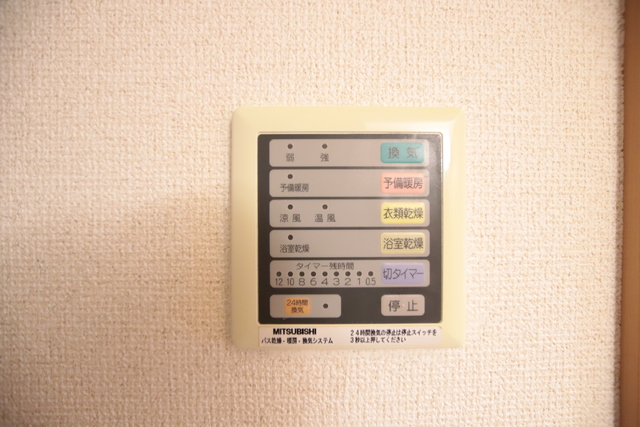 弱 強 換気
予備暖房 予備暖房
涼風 温風 衣類乾燥
浴室乾燥 浴室乾燥
タイマー残時間
12 10 8 6 4 3 2 1 0.5 切タイマー
24時間
換気 停止
MITSUBISHI
バス乾燥・暖房・換気システム
24時間換気の停止は停止スイッチを
3秒以上押してください